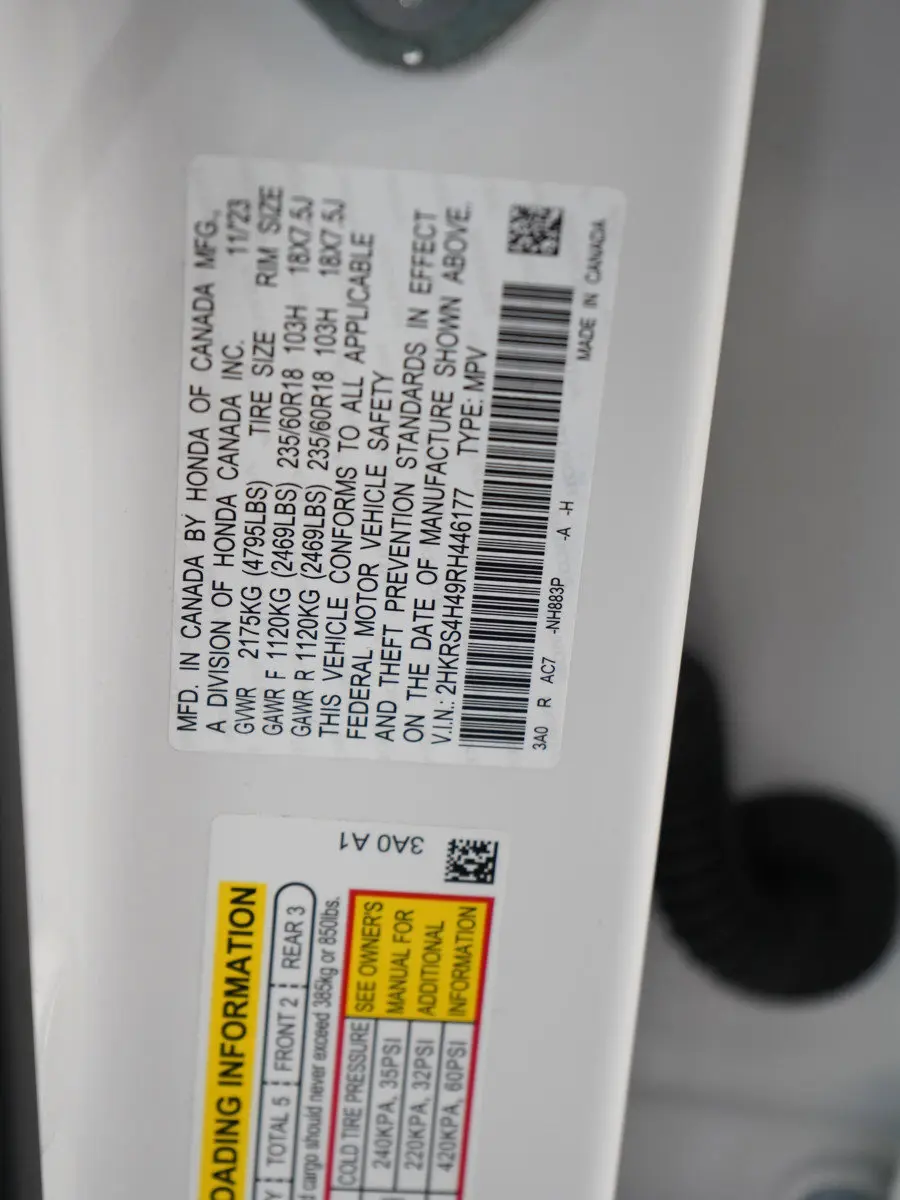 MFD. IN CANADA BY HONDA OF CANADA MFG.,
A DIVISION OF HONDA CANADA INC. 11/23
GVWR 2175KG (4795LBS) TIRE SIZE RIM SIZE
GAWR F 1120KG (2469LBS) 235/60R18 103H 18X7.5J
GAWR R 1120KG (2469LBS) 235/60R18 103H 18X7.5J
THIS VEHICLE CONFORMS TO ALL APPLICABLE
FEDERAL MOTOR VEHICLE SAFETY
AND THEFT PREVENTION STANDARDS IN EFFECT
ON THE DATE OF MANUFACTURE SHOWN ABOVE.
V.I.N.: 2HKRS4H49RH446177 TYPE: MPV
3A0 R AC7 -NH883P -A -H
MADE IN CANADA
3A0 A1
OADING INFORMATION
Y TOTAL 5 FRONT 2 REAR 3
d cargo should never exceed 385kg or 850lbs.
COLD TIRE PRESSURE
240KPA, 35PSI
220KPA, 32PSI
420KPA, 60PSI
SEE OWNER'S
MANUAL FOR
ADDITIONAL
INFORMATION